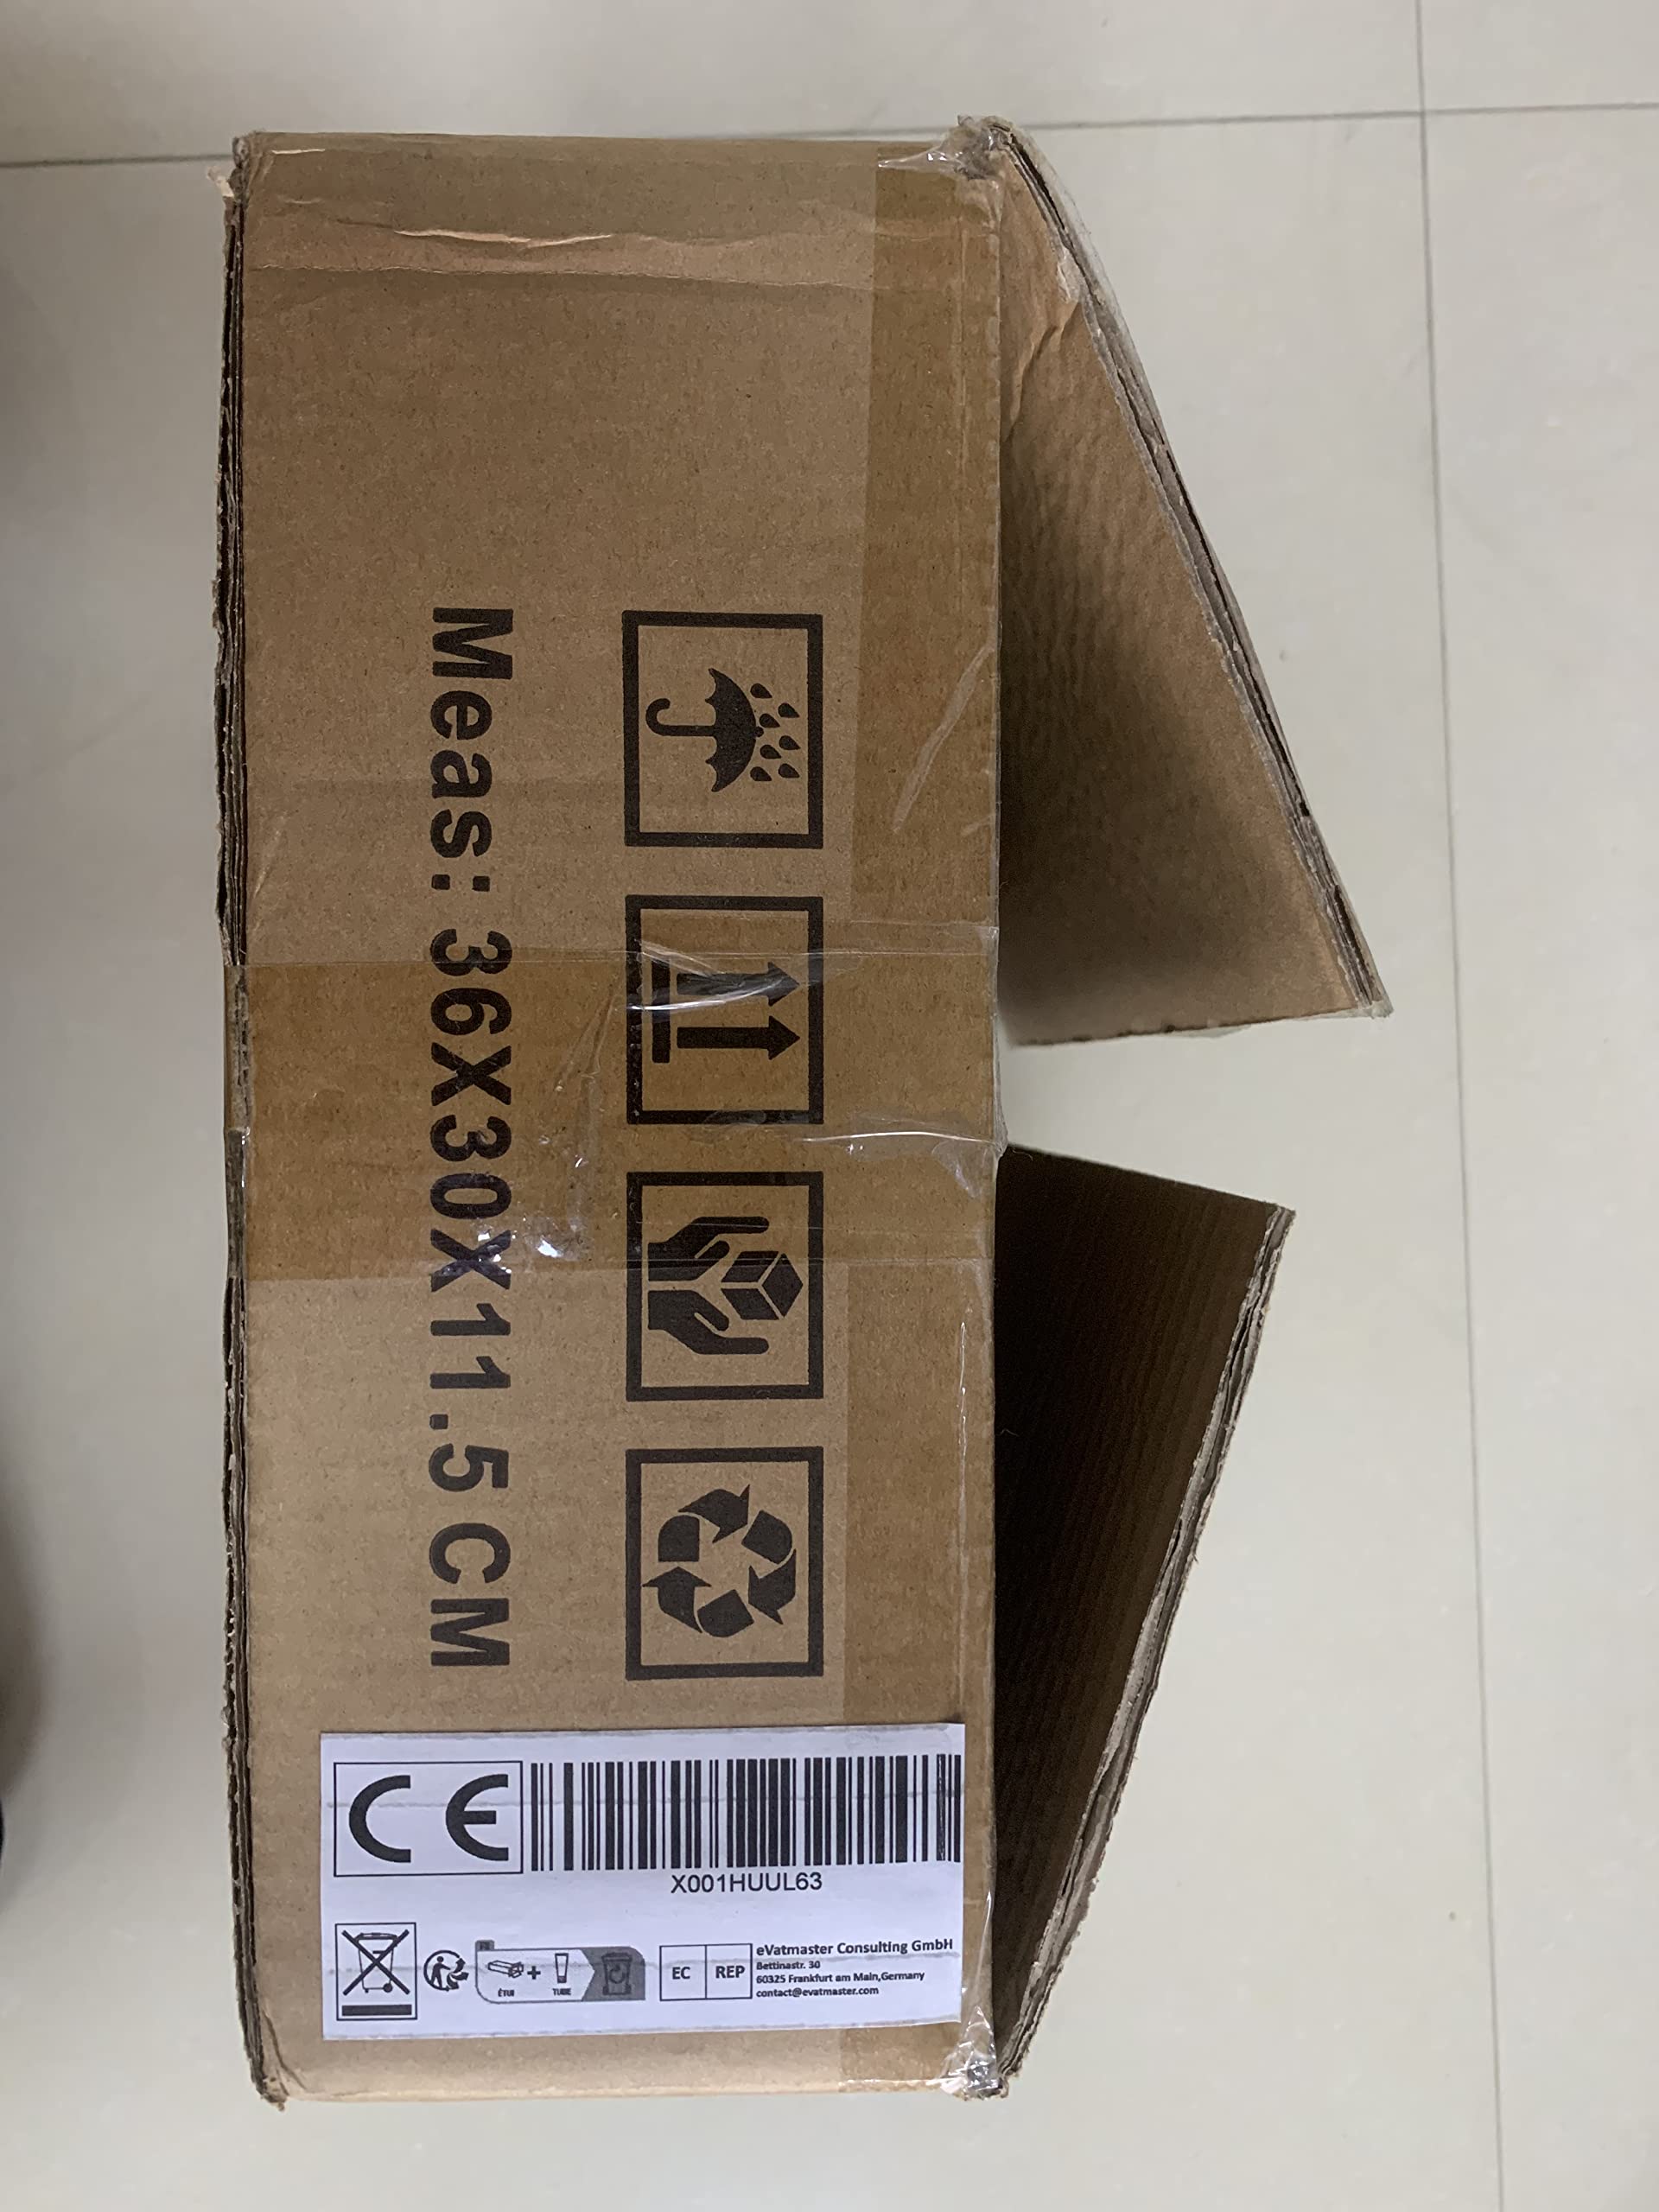 Meas: 36X30X11.5 CM
CE
X001HUUL63
FR
ÉTUI
+
TUBE
EC REP
eVatmaster Consulting GmbH
Bettinastr. 30
60325 Frankfurt am Main,Germany
contact@evatmaster.com